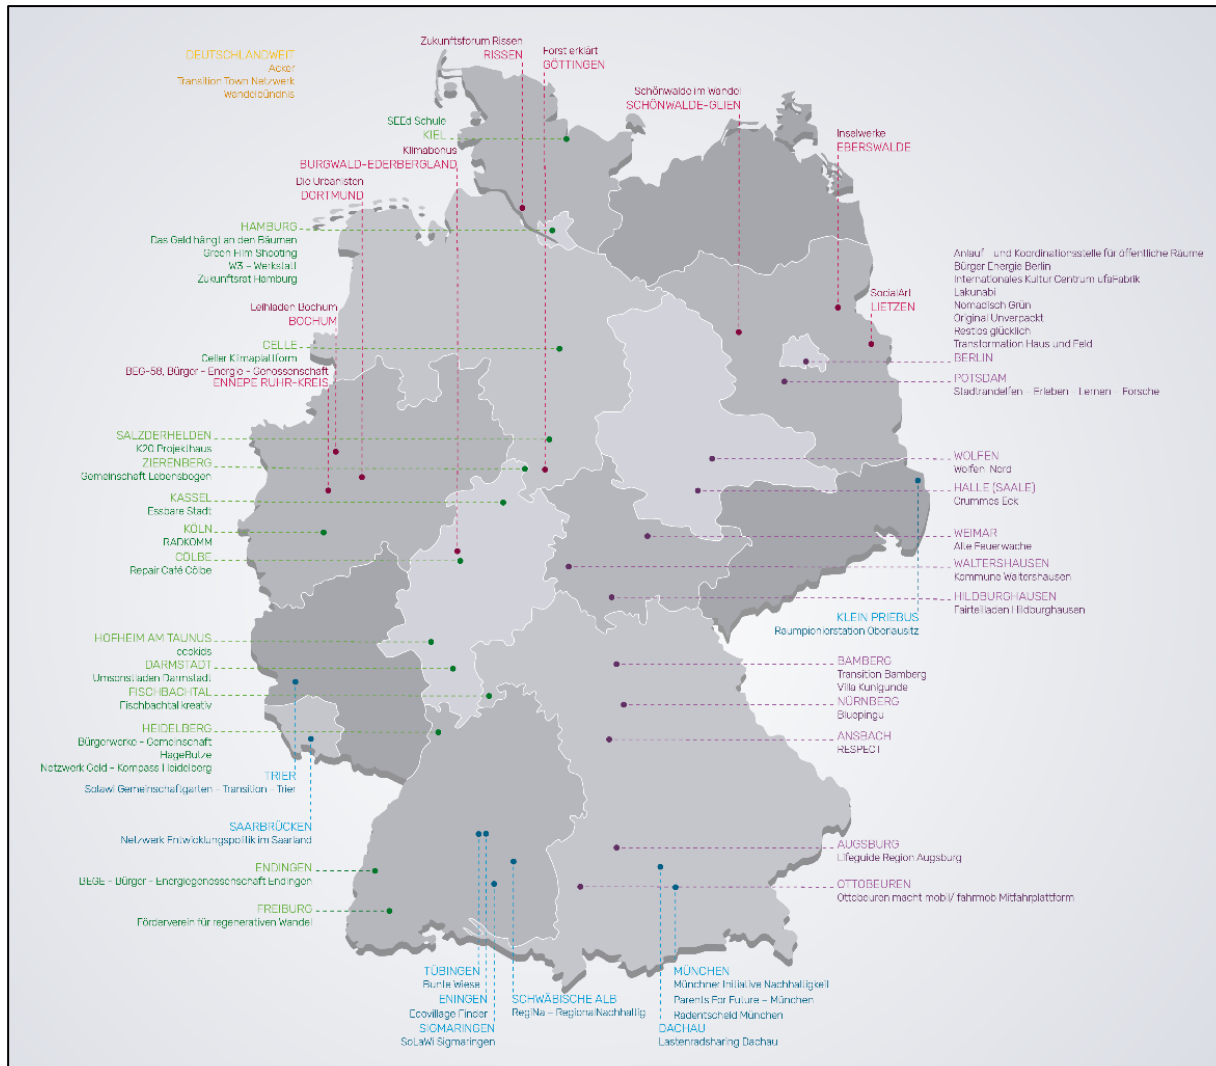 DEUTSCHLANDWEIT
Acker
Transition Town Netzwerk
Wandelbündnis
Zukunftsforum Rissen
RISSEN
Forst erklärt
GÖTTINGEN
Schönwalde im Wandel
SCHÖNWALDE-GLIEN
Inselwerke
EBERSWALDE
SEEd Schule
KIEL
Klimabonus
BURGWALD-EDERBERGLAND
Die Urbanisten
DORTMUND
HAMBURG
Das Geld hängt an den Bäumen
Green Film Shooting
W3 - Werkstatt
Zukunftsrat Hamburg
Leihladen Bochum
BOCHUM
CELLE
Celler Klimaplattform
BEG-58, Bürger - Energie - Genossenschaft
ENNEPE RUHR-KREIS
SALZDERHELDEN
K20 Projekthaus
ZIERENBERG
Gemeinschaft Lebensbogen
KASSEL
Essbare Stadt
KÖLN
RADKOMM
CÖLBE
Repair Café Cölbe
HOFHEIM AM TAUNUS
ecokids
DARMSTADT
Umsonstladen Darmstadt
FISCHBACHTAL
Fischbachtal kreativ
HEIDELBERG
Bürgerwerke - Gemeinschaft
HageButze
Netzwerk Geld - Kompass Heidelberg
TRIER
Solawi Gemeinschaftgarten - Transition - Trier
SAARBRÜCKEN
Netzwerk Entwicklungspolitik im Saarland
ENDINGEN
BEGE - Bürger - Energiegenossenschaft Endingen
FREIBURG
Förderverein für regenerativen Wandel
Anlauf - und Koordinationsstelle für öffentliche Räume
Bürger Energie Berlin
Internationales Kultur Centrum ufaFabrik
Lakunabi
Nomadisch Grün
Original Unverpackt
Restlos glücklich
Transformation Haus und Feld
BERLIN
SocialArt
LIETZEN
POTSDAM
Stadtrandelfen - Erleben - Lernen - Forsche
WOLFEN
Wolfen, Nord
HALLE (SAALE)
Crummes Eck
WEIMAR
Alte Feuerwache
WALTERSHAUSEN
Kommune Waltershausen
HILDBURGHAUSEN
Fairteilladen Hildburghausen
KLEIN PRIEBUS
Raumpionierstation Oberlausitz
BAMBERG
Transition Bamberg
Villa Kunigunde
NÜRNBERG
Bluepingu
ANSBACH
RESPECT
AUGSBURG
Lifeguide Region Augsburg
OTTOBEUREN
Ottobeuren macht mobil/ fahrmob Mitfahrplattform
TÜBINGEN
Bunte Wiese
ENINGEN
Ecovillage Finder
SIGMARINGEN
SoLaWi Sigmaringen
SCHWÄBISCHE ALB
RegiNa - RegionalNachhaltig
MÜNCHEN
Münchner Initiative Nachhaltigkeit
Parents For Future - München
Radentscheid München
DACHAU
Lastenradsharing Dachau